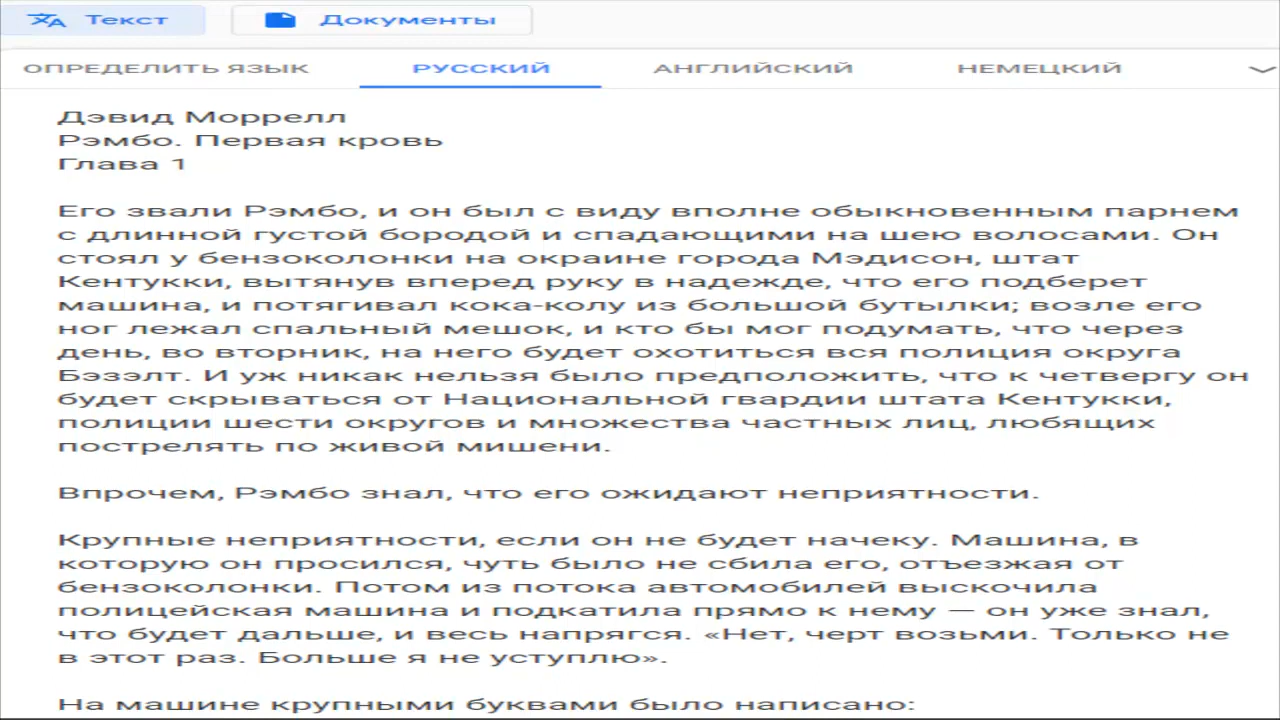 Текст
Документы
ОПРЕДЕЛИТЬ ЯЗЫК
РУССКИЙ
АНГЛИЙСКИЙ
НЕМЕЦКИЙ
Дэвид Моррелл
Рэмбо. Первая кровь
Глава 1
Его звали Рэмбо, и он был с виду вполне обыкновенным парнем
с длинной густой бородой и спадающими на шею волосами. Он
стоял у бензоколонки на окраине города Мэдисон, штат
Кентукки, вытянув вперед руку в надежде, что его подберет
машина, и потягивал кока-колу из большой бутылки; возле его
ног лежал спальный мешок, и кто бы мог подумать, что через
день, во вторник, на него будет охотиться вся полиция округа
Бэзэлт. И уж никак нельзя было предположить, что к четвергу он
будет скрываться от Национальной гвардии штата Кентукки,
полиции шести округов и множества частных лиц, любящих
пострелять по живой мишени.
Впрочем, Рэмбо знал, что его ожидают неприятности.
Крупные неприятности, если он не будет начеку. Машина, в
которую он просился, чуть было не сбила его, отъезжая от
бензоколонки. Потом из потока автомобилей выскочила
полицейская машина и подкатила прямо к нему — он уже знал,
что будет дальше, и весь напрягся. «Нет, черт возьми. Только не
в этот раз. Больше я не уступлю».
На машине крупными буквами было написано: